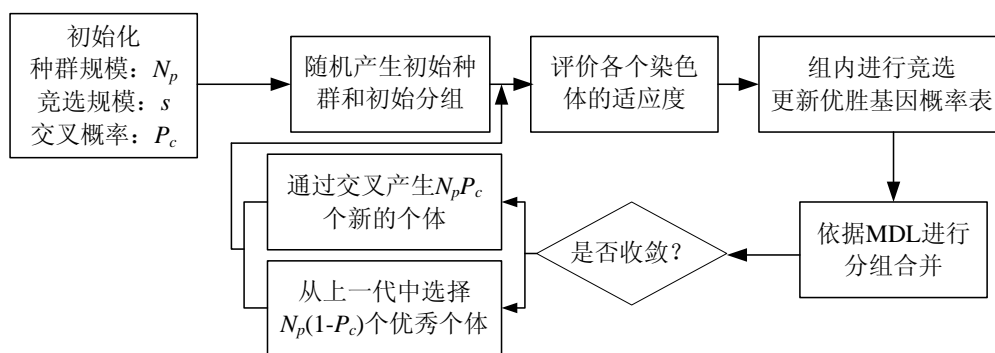 初始化
种群规模：Np
竞选规模：s
交叉概率：Pc
随机产生初始种
群和初始分组
评价各个染色
体的适应度
组内进行竞选
更新优胜基因概率表
依据MDL进行
分组合并
是否收敛？
通过交叉产生NpPc
个新的个体
从上一代中选择
Np(1-Pc)个优秀个体